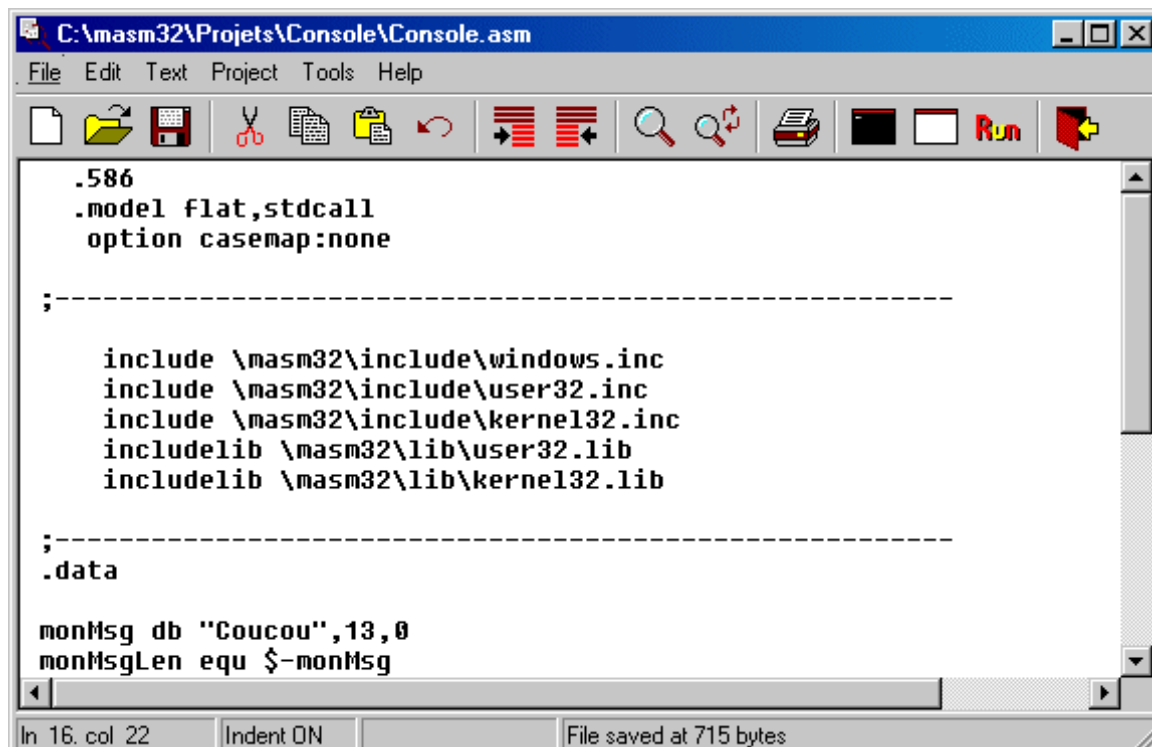 C:\masm32\Projets\Console\Console.asm
File Edit Text Project Tools Help
Run
.586
.model flat,stdcall
option casemap:none
;--------------------------------------------------------
include \masm32\include\windows.inc
include \masm32\include\user32.inc
include \masm32\include\kernel32.inc
includelib \masm32\lib\user32.lib
includelib \masm32\lib\kernel32.lib
;--------------------------------------------------------
.data
monMsg db "Coucou",13,0
monMsgLen equ $-monMsg
ln 16. col 22 Indent ON File saved at 715 bytes